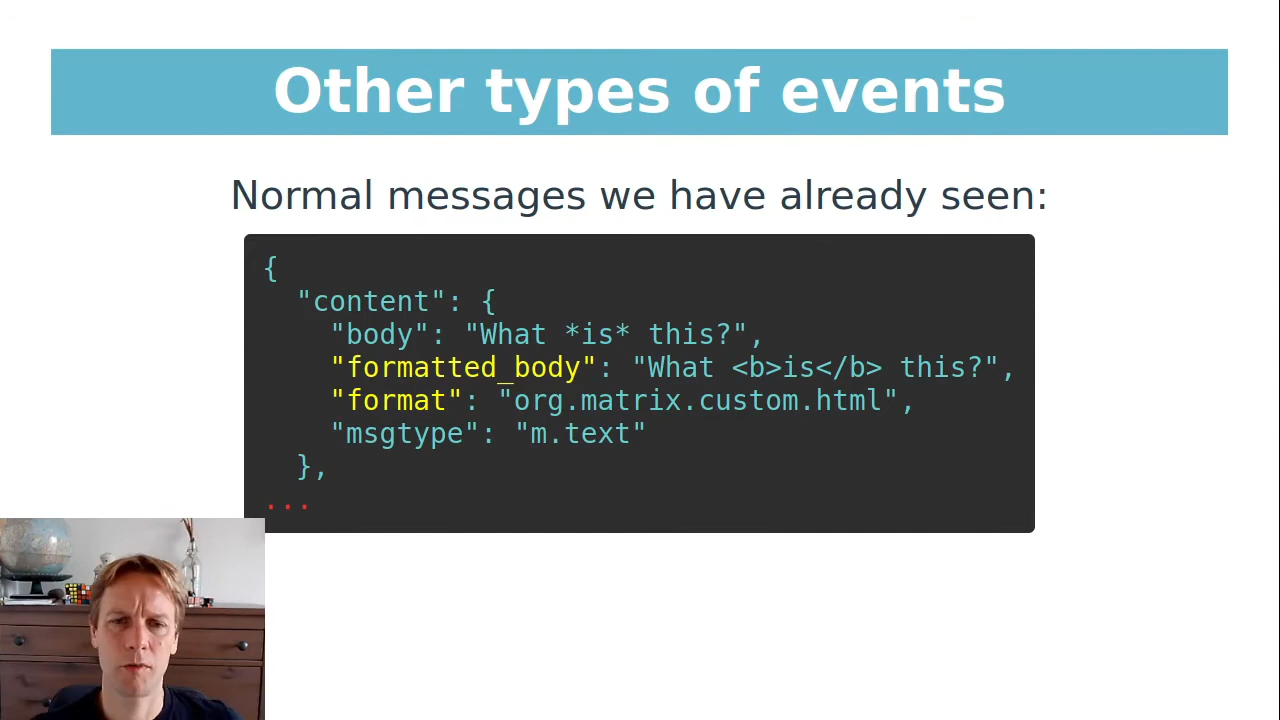 Other types of events
Normal messages we have already seen:
{
  "content": {
    "body": "What *is* this?",
    "formatted_body": "What <b>is</b> this?",
    "format": "org.matrix.custom.html",
    "msgtype": "m.text"
  },
...